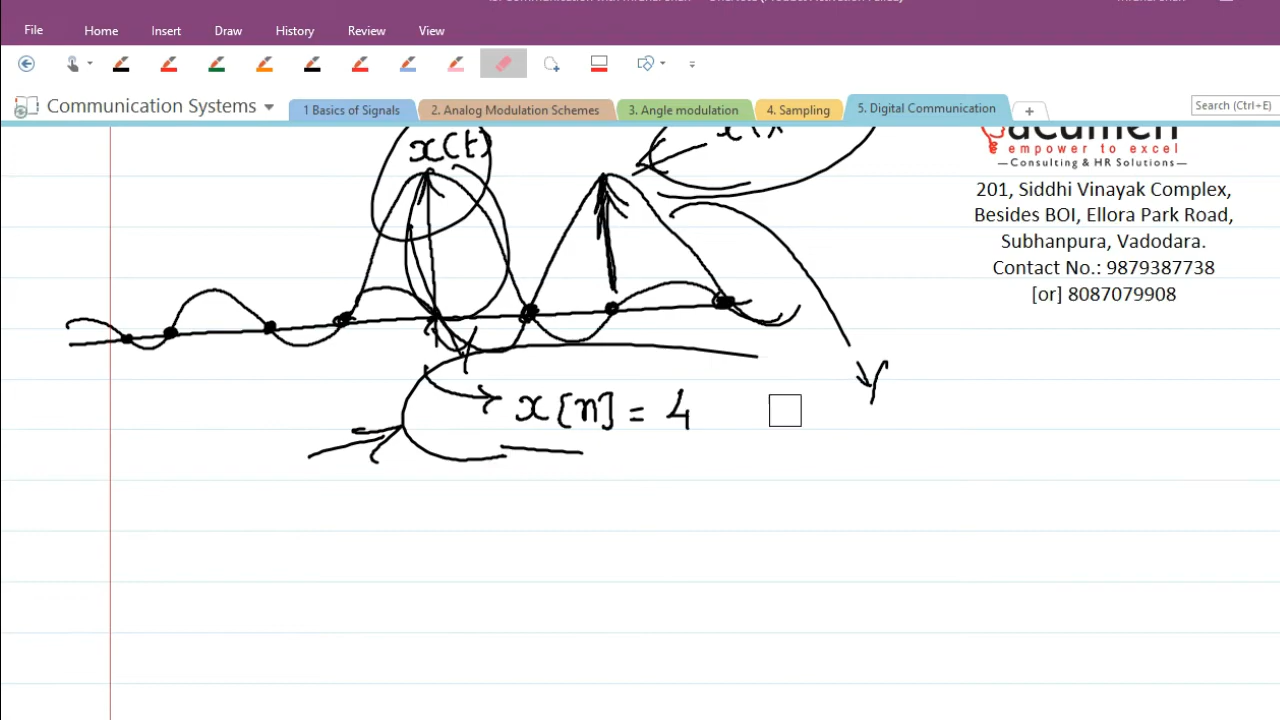 File Home Insert Draw History Review View
Communication Systems 1 Basics of Signals 2. Analog Modulation Schemes 3. Angle modulation 4. Sampling 5. Digital Communication Search (Ctrl+E)
acumen
empower to excel
Consulting & HR Solutions
201, Siddhi Vinayak Complex,
Besides BOI, Ellora Park Road,
Subhanpura, Vadodara.
Contact No.: 9879387738
[or] 8087079908
x(t)
x[n] = 4